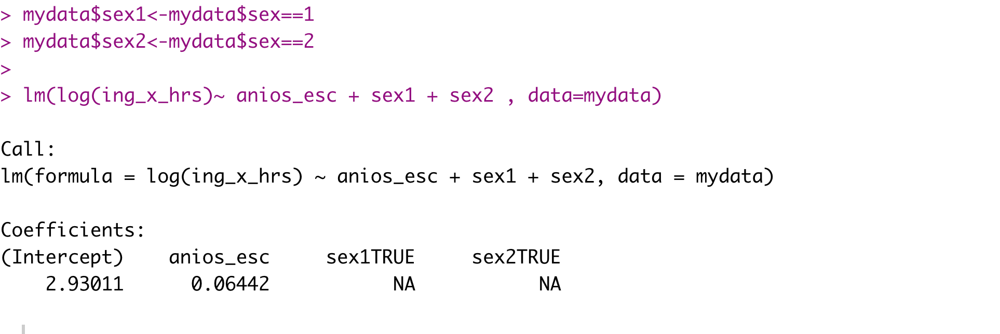 > mydata$sex1<-mydata$sex==1
> mydata$sex2<-mydata$sex==2
>
> lm(log(ing_x_hrs)~ anios_esc + sex1 + sex2 , data=mydata)
Call:
lm(formula = log(ing_x_hrs) ~ anios_esc + sex1 + sex2, data = mydata)
Coefficients:
(Intercept) anios_esc sex1TRUE sex2TRUE
2.93011 0.06442 NA NA